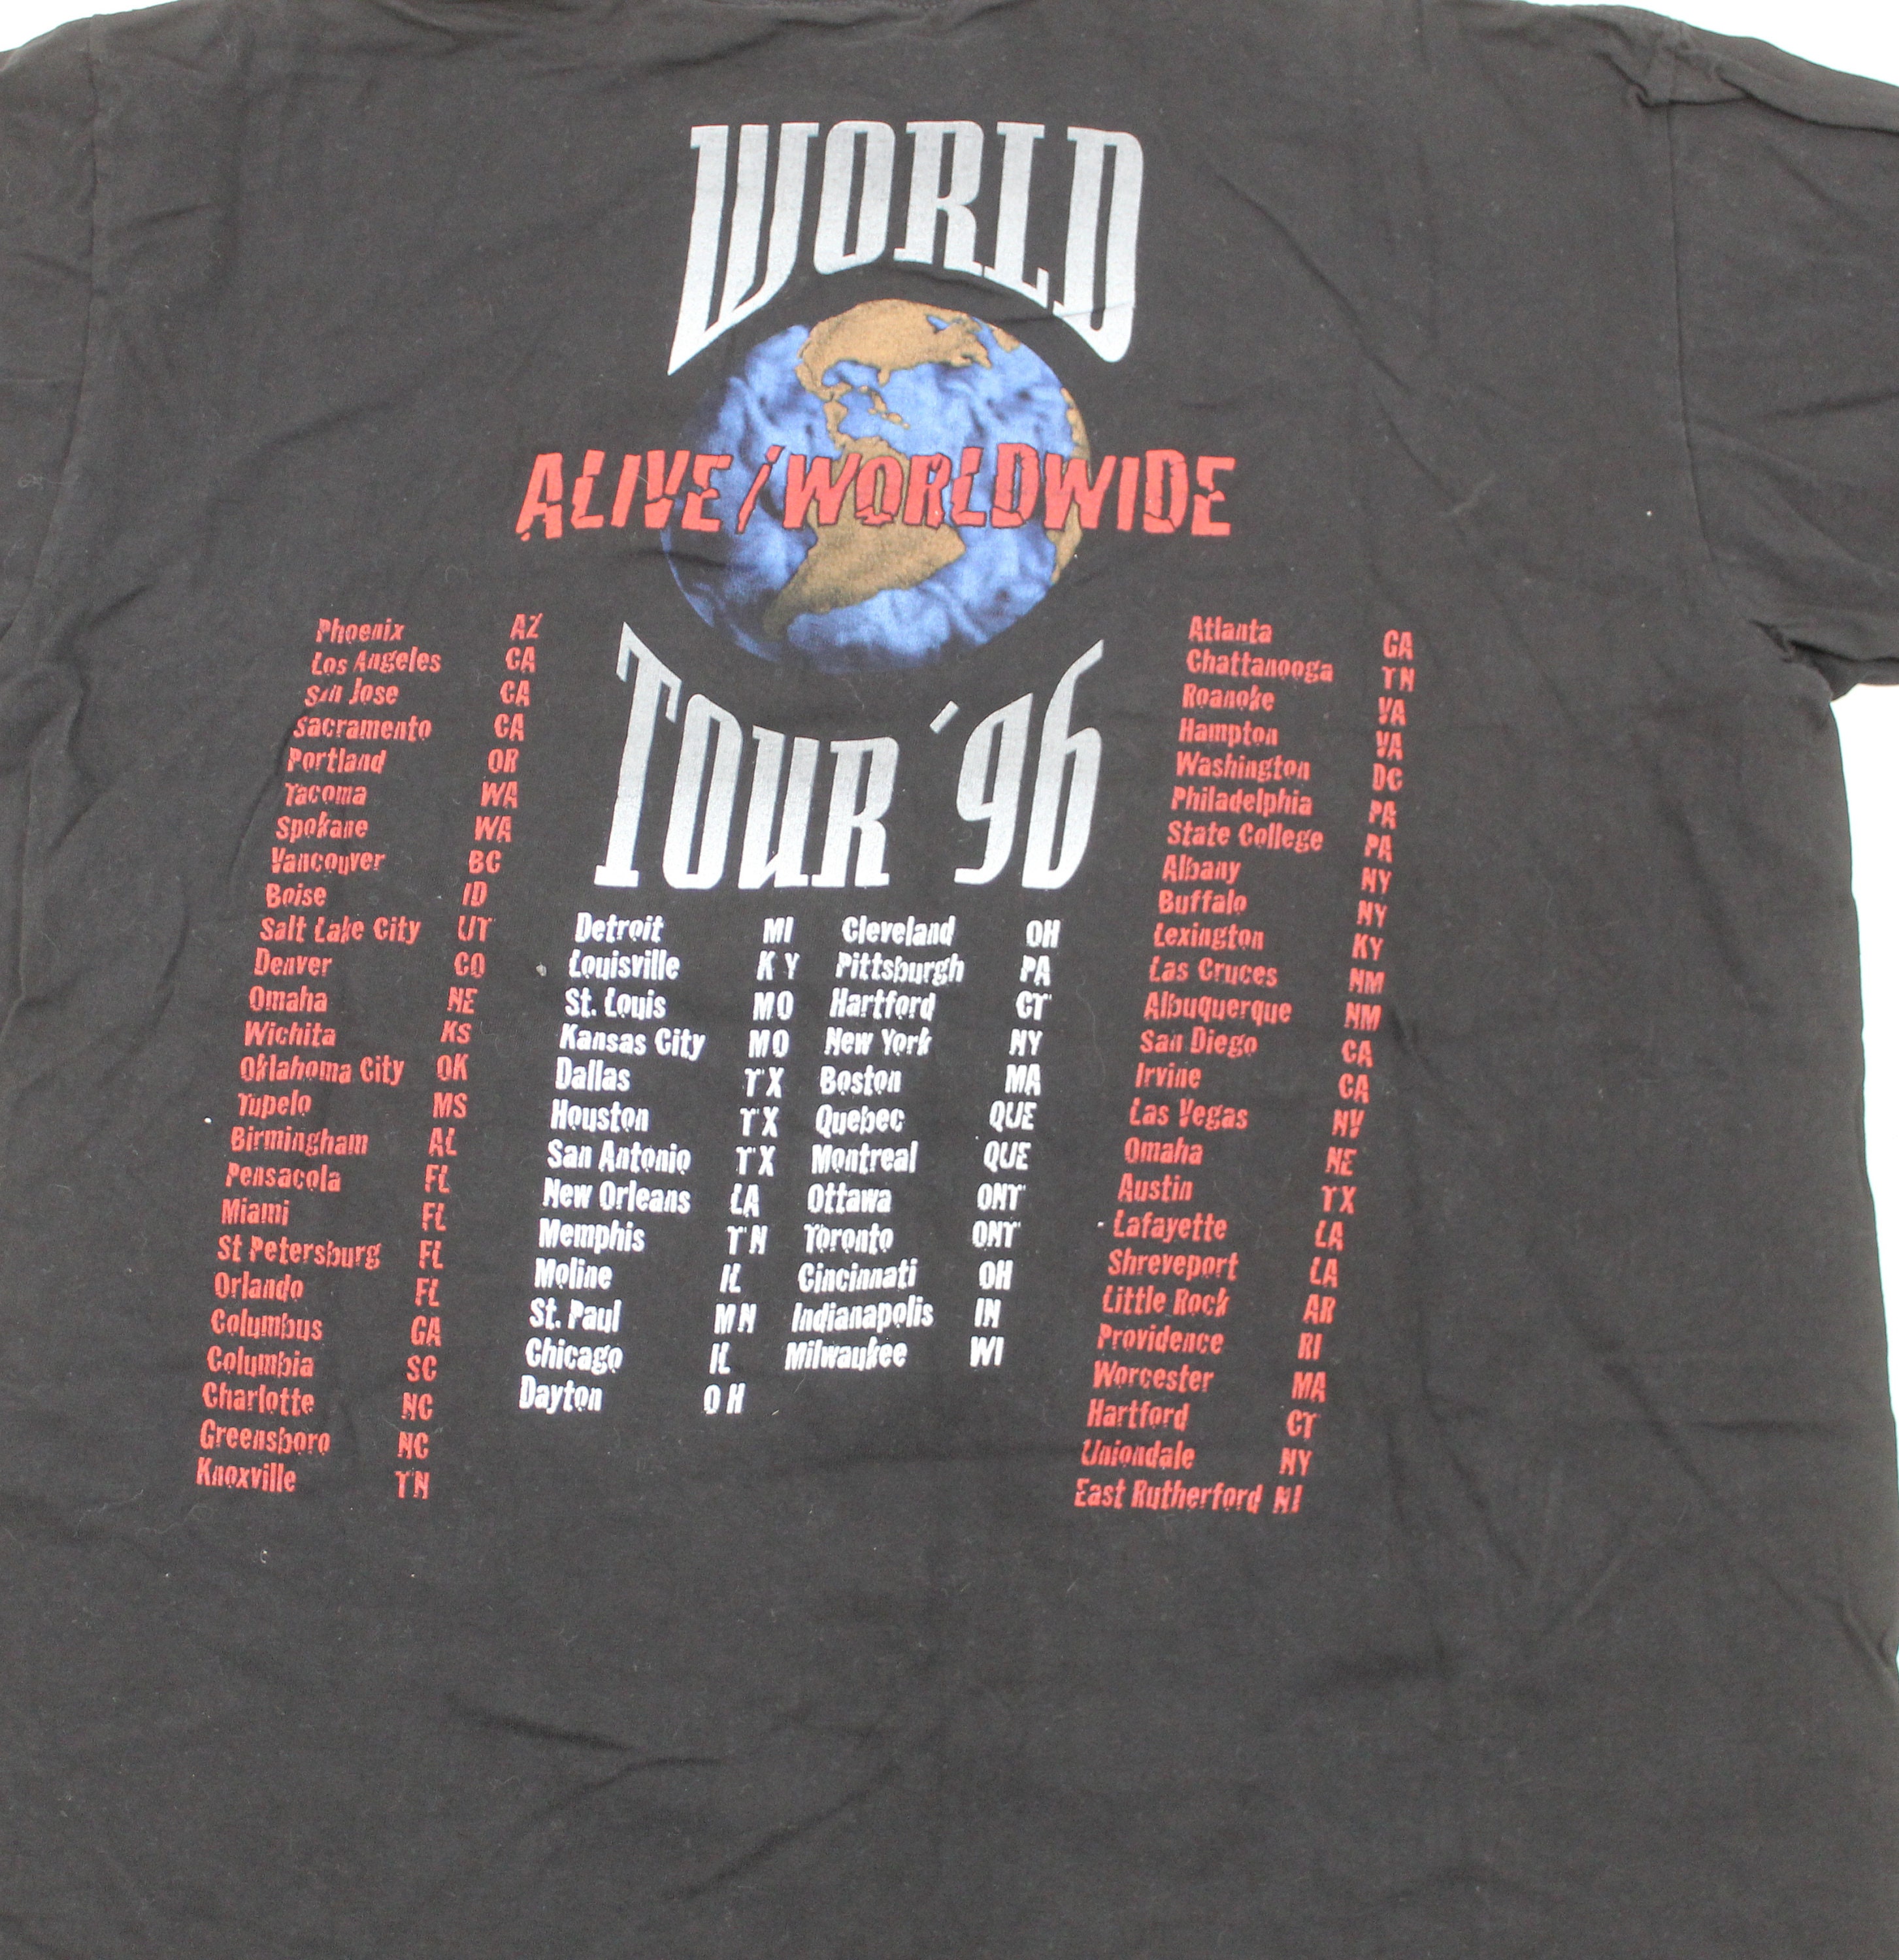 WORLD
ALIVE/WORLDWIDE
TOUR '96
Phoenix AZ
Los Angeles CA
San Jose CA
Sacramento CA
Portland OR
Tacoma WA
Spokane WA
Vancouver BC
Boise ID
Salt Lake City UT
Denver CO
Omaha NE
Wichita KS
Oklahoma City OK
Tupelo MS
Birmingham AL
Pensacola FL
Miami FL
St Petersburg FL
Orlando FL
Columbus GA
Columbia SC
Charlotte NC
Greensboro NC
Knoxville TN
Detroit MI
Louisville KY
St. Louis MO
Kansas City MO
Dallas TX
Houston TX
San Antonio TX
New Orleans LA
Memphis TN
Moline IL
St. Paul MN
Chicago IL
Dayton OH
Cleveland OH
Pittsburgh PA
Hartford CT
New York NY
Boston MA
Quebec QUE
Montreal QUE
Ottawa ONT
Toronto ONT
Cincinnati OH
Indianapolis IN
Milwaukee WI
Atlanta GA
Chattanooga TN
Roanoke VA
Hampton VA
Washington DC
Philadelphia PA
State College PA
Albany NY
Buffalo NY
Lexington KY
Las Cruces NM
Albuquerque NM
San Diego CA
Irvine CA
Las Vegas NV
Omaha NE
Austin TX
Lafayette LA
Shreveport LA
Little Rock AR
Providence RI
Worcester MA
Hartford CT
Uniondale NY
East Rutherford NJ